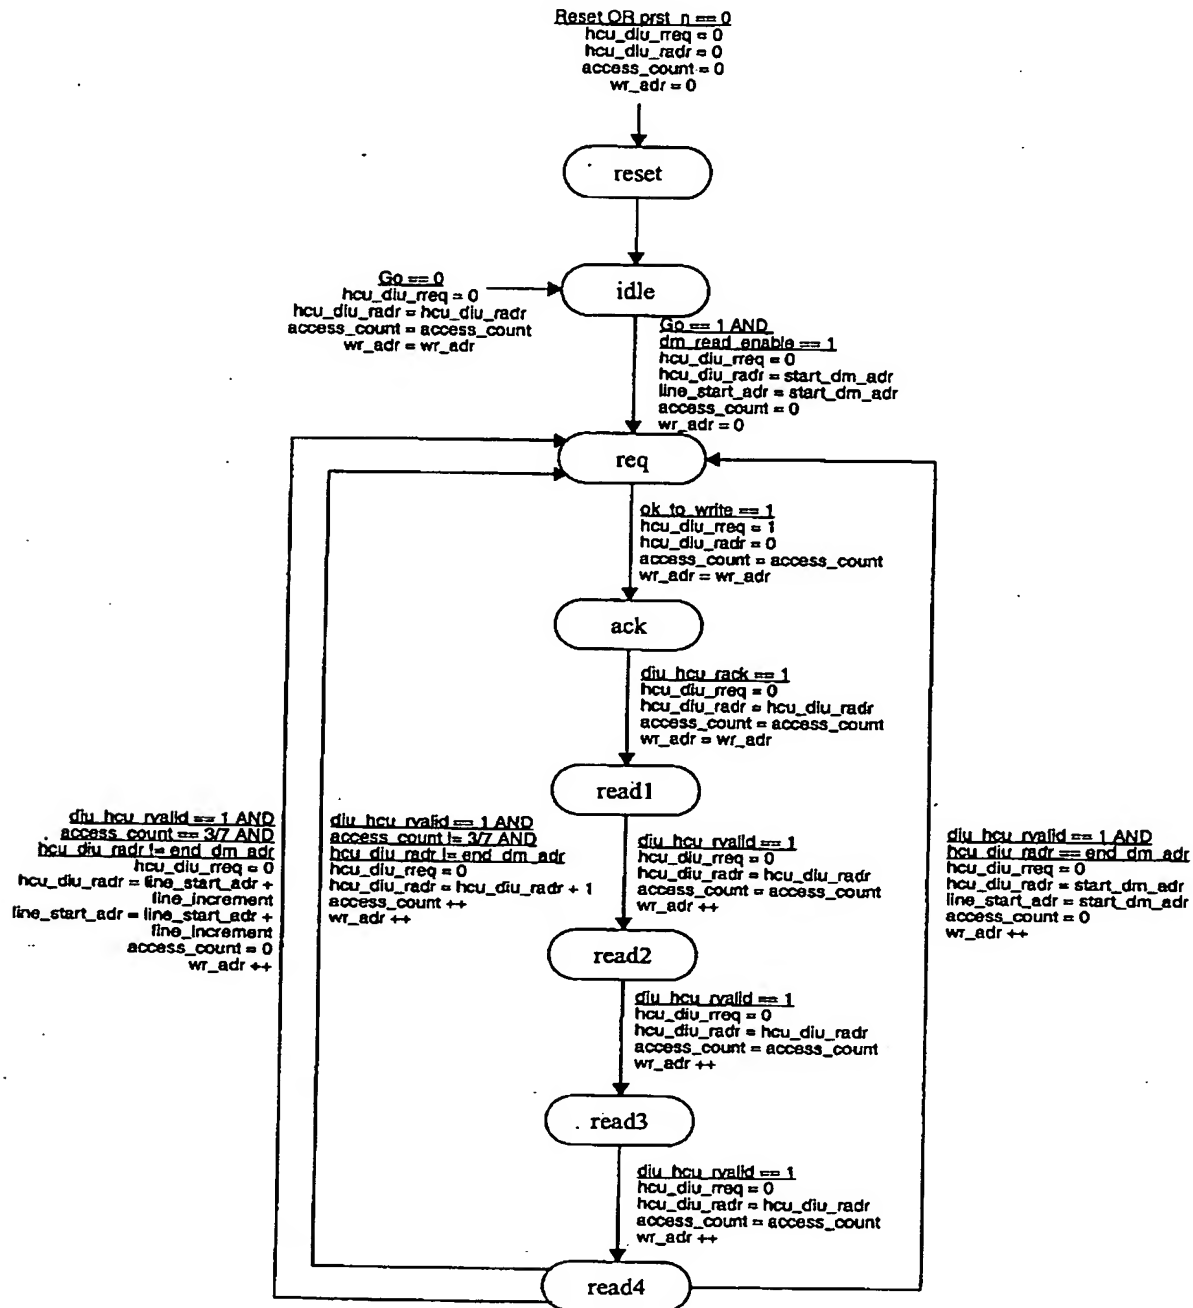 Reset OR prst_n == 0
hcu_diu_rreq = 0
hcu_diu_radr = 0
access_count = 0
wr_adr = 0
reset
Go == 0
hcu_diu_rreq = 0
hcu_diu_radr = hcu_diu_radr
access_count = access_count
wr_adr = wr_adr
idle
Go == 1 AND
dm_read_enable == 1
hcu_diu_rreq = 0
hcu_diu_radr = start_dm_adr
line_start_adr = start_dm_adr
access_count = 0
wr_adr = 0
req
ok_to_write == 1
hcu_diu_rreq = 1
hcu_diu_radr = 0
access_count = access_count
wr_adr = wr_adr
ack
diu_hcu_rack == 1
hcu_diu_rreq = 0
hcu_diu_radr = hcu_diu_radr
access_count = access_count
wr_adr = wr_adr
read1
diu_hcu_rvalid == 1 AND
access_count == 3/7 AND
hcu_diu_radr != end_dm_adr
hcu_diu_rreq = 0
hcu_diu_radr = line_start_adr +
line_increment
line_start_adr = line_start_adr +
line_increment
access_count = 0
wr_adr ++
diu_hcu_rvalid == 1 AND
access_count != 3/7 AND
hcu_diu_radr != end_dm_adr
hcu_diu_rreq = 0
hcu_diu_radr = hcu_diu_radr + 1
access_count ++
wr_adr ++
diu_hcu_rvalid == 1
hcu_diu_rreq = 0
hcu_diu_radr = hcu_diu_radr
access_count = access_count
wr_adr ++
diu_hcu_rvalid == 1 AND
hcu_diu_radr == end_dm_adr
hcu_diu_rreq = 0
hcu_diu_radr = start_dm_adr
line_start_adr = start_dm_adr
access_count = 0
wr_adr ++
read2
diu_hcu_rvalid == 1
hcu_diu_rreq = 0
hcu_diu_radr = hcu_diu_radr
access_count = access_count
wr_adr ++
read3
diu_hcu_rvalid == 1
hcu_diu_rreq = 0
hcu_diu_radr = hcu_diu_radr
access_count = access_count
wr_adr ++
read4